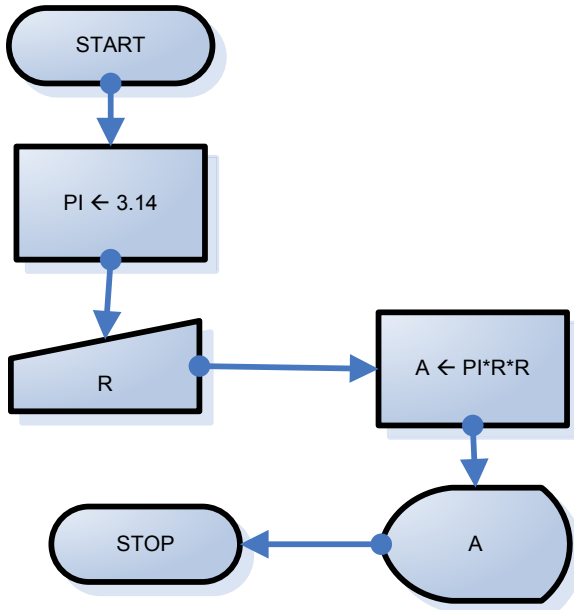 START
PI ← 3.14
R
A ← PI*R*R
A
STOP